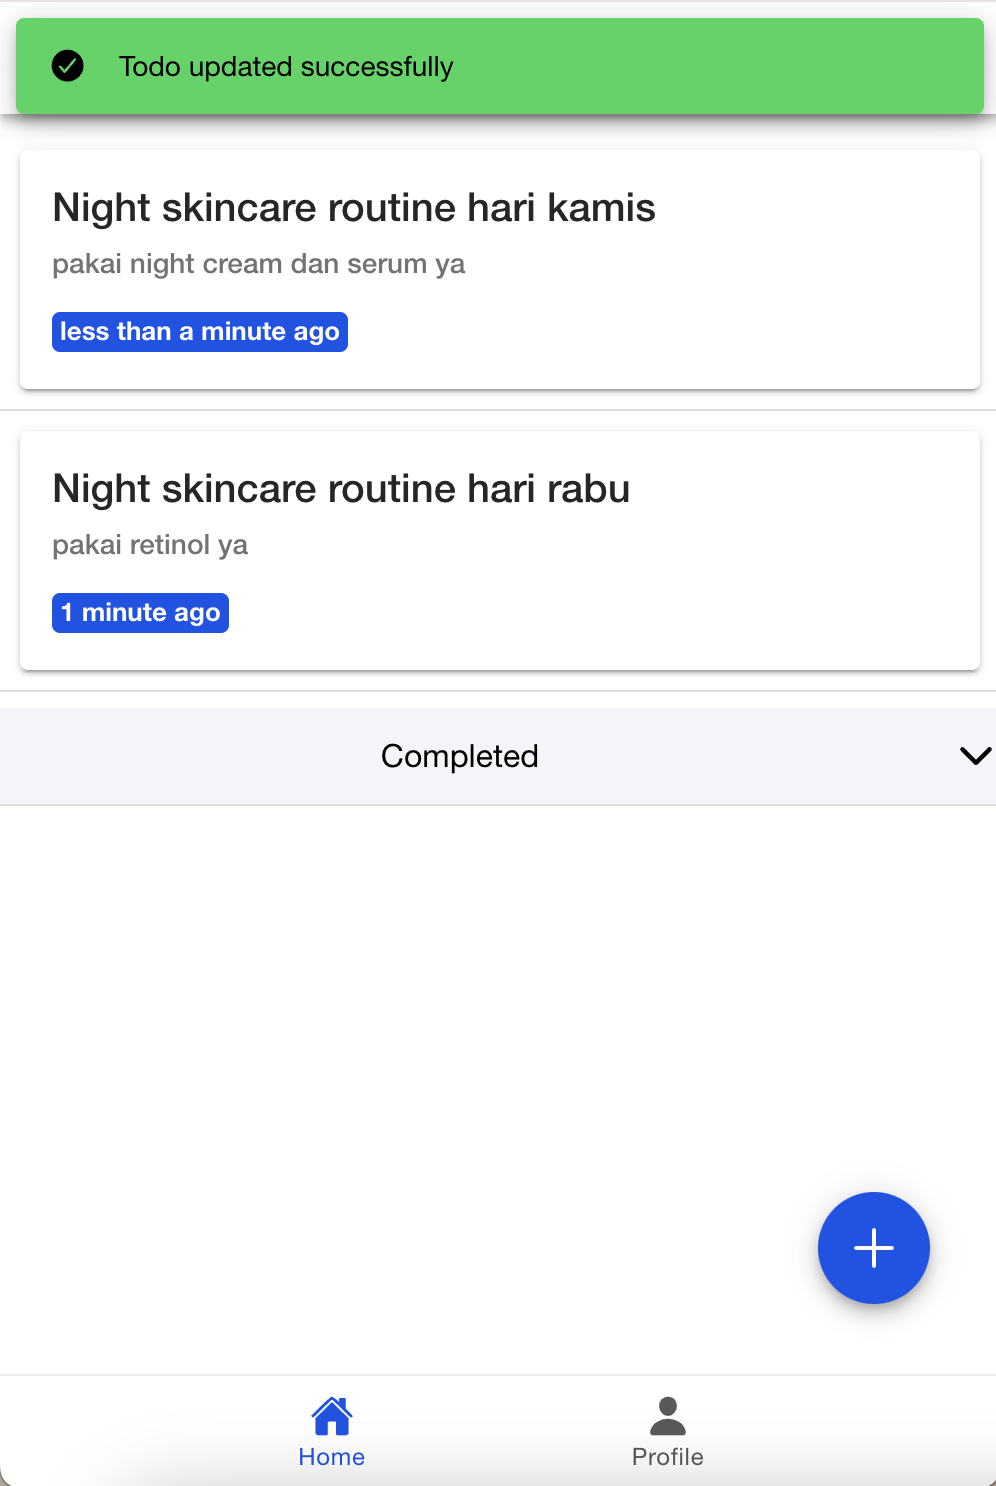 Todo updated successfully
Night skincare routine hari kamis
pakai night cream dan serum ya
less than a minute ago
Night skincare routine hari rabu
pakai retinol ya
1 minute ago
Completed
Home
Profile